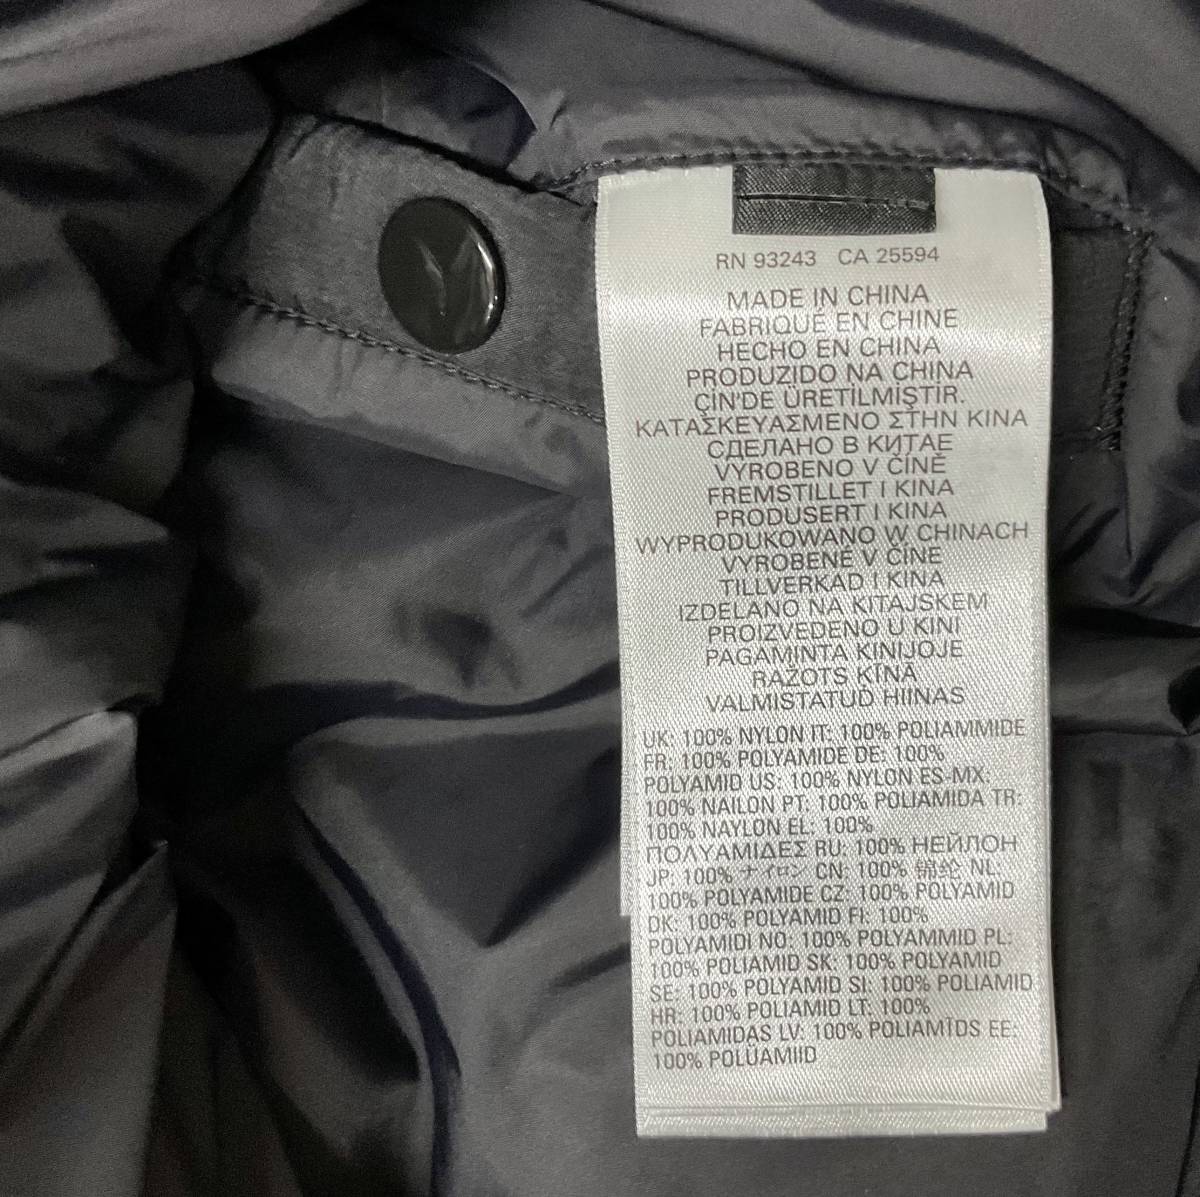 RN 93243 CA 25594
MADE IN CHINA
FABRIQUÉ EN CHINE
HECHO EN CHINA
PRODUZIDO NA CHINA
ÇİN'DE ÜRETİLMİŞTİR.
ΚΑΤΑΣΚΕΥΑΣΜΕΝΟ ΣΤΗΝ ΚΙΝΑ
СДЕЛАНО В КИТАЕ
VYROBENO V ČÍNĚ
FREMSTILLET I KINA
PRODUSERT I KINA
WYPRODUKOWANO W CHINACH
VYROBENÉ V ČÍNE
TILLVERKAD I KINA
IZDELANO NA KITAJSKEM
PROIZVEDENO U KINI
PAGAMINTA KINIJOJE
RAŽOTS ĶĪNĀ
VALMISTATUD HIINAS
UK: 100% NYLON IT: 100% POLIAMMIDE
FR: 100% POLYAMIDE DE: 100%
POLYAMID US: 100% NYLON ES-MX:
100% NAILON PT: 100% POLIAMIDA TR:
100% NAYLON EL: 100%
ΠΟΛΥΑΜΙΔΕΣ RU: 100% НЕЙЛОН
JP: 100% ナイロン CN: 100% 锦纶 NL:
100% POLYAMIDE CZ: 100% POLYAMID
DK: 100% POLYAMID FI: 100%
POLYAMIDI NO: 100% POLYAMMID PL:
100% POLIAMID SK: 100% POLYAMID
SE: 100% POLYAMID SI: 100% POLIAMID
HR: 100% POLIAMID LT: 100%
POLIAMIDAS LV: 100% POLIAMĪDS EE:
100% POLÜAMIID